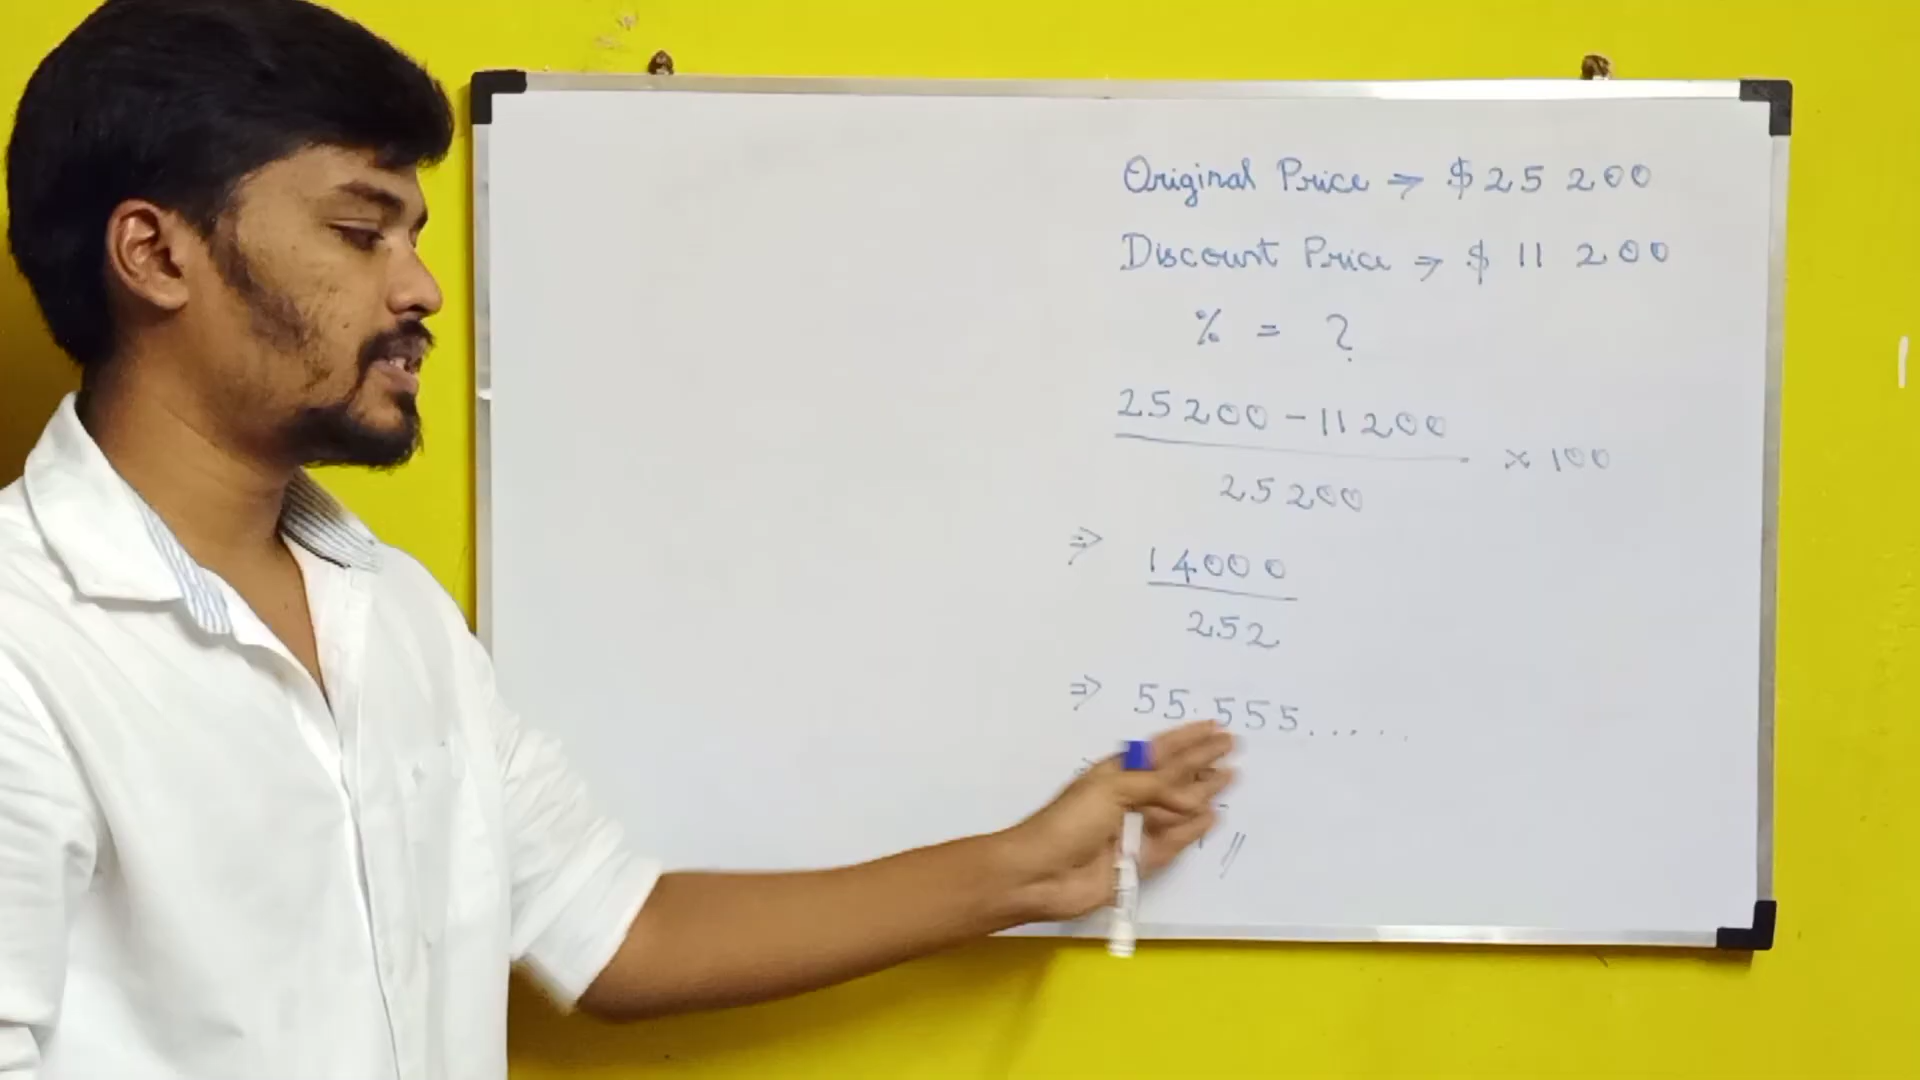 Original Price → $25 200
Discount Price → $ 11 200
% = ?
25200 - 11200
25200
× 100
⇒ 14000
252
⇒ 55.555.....